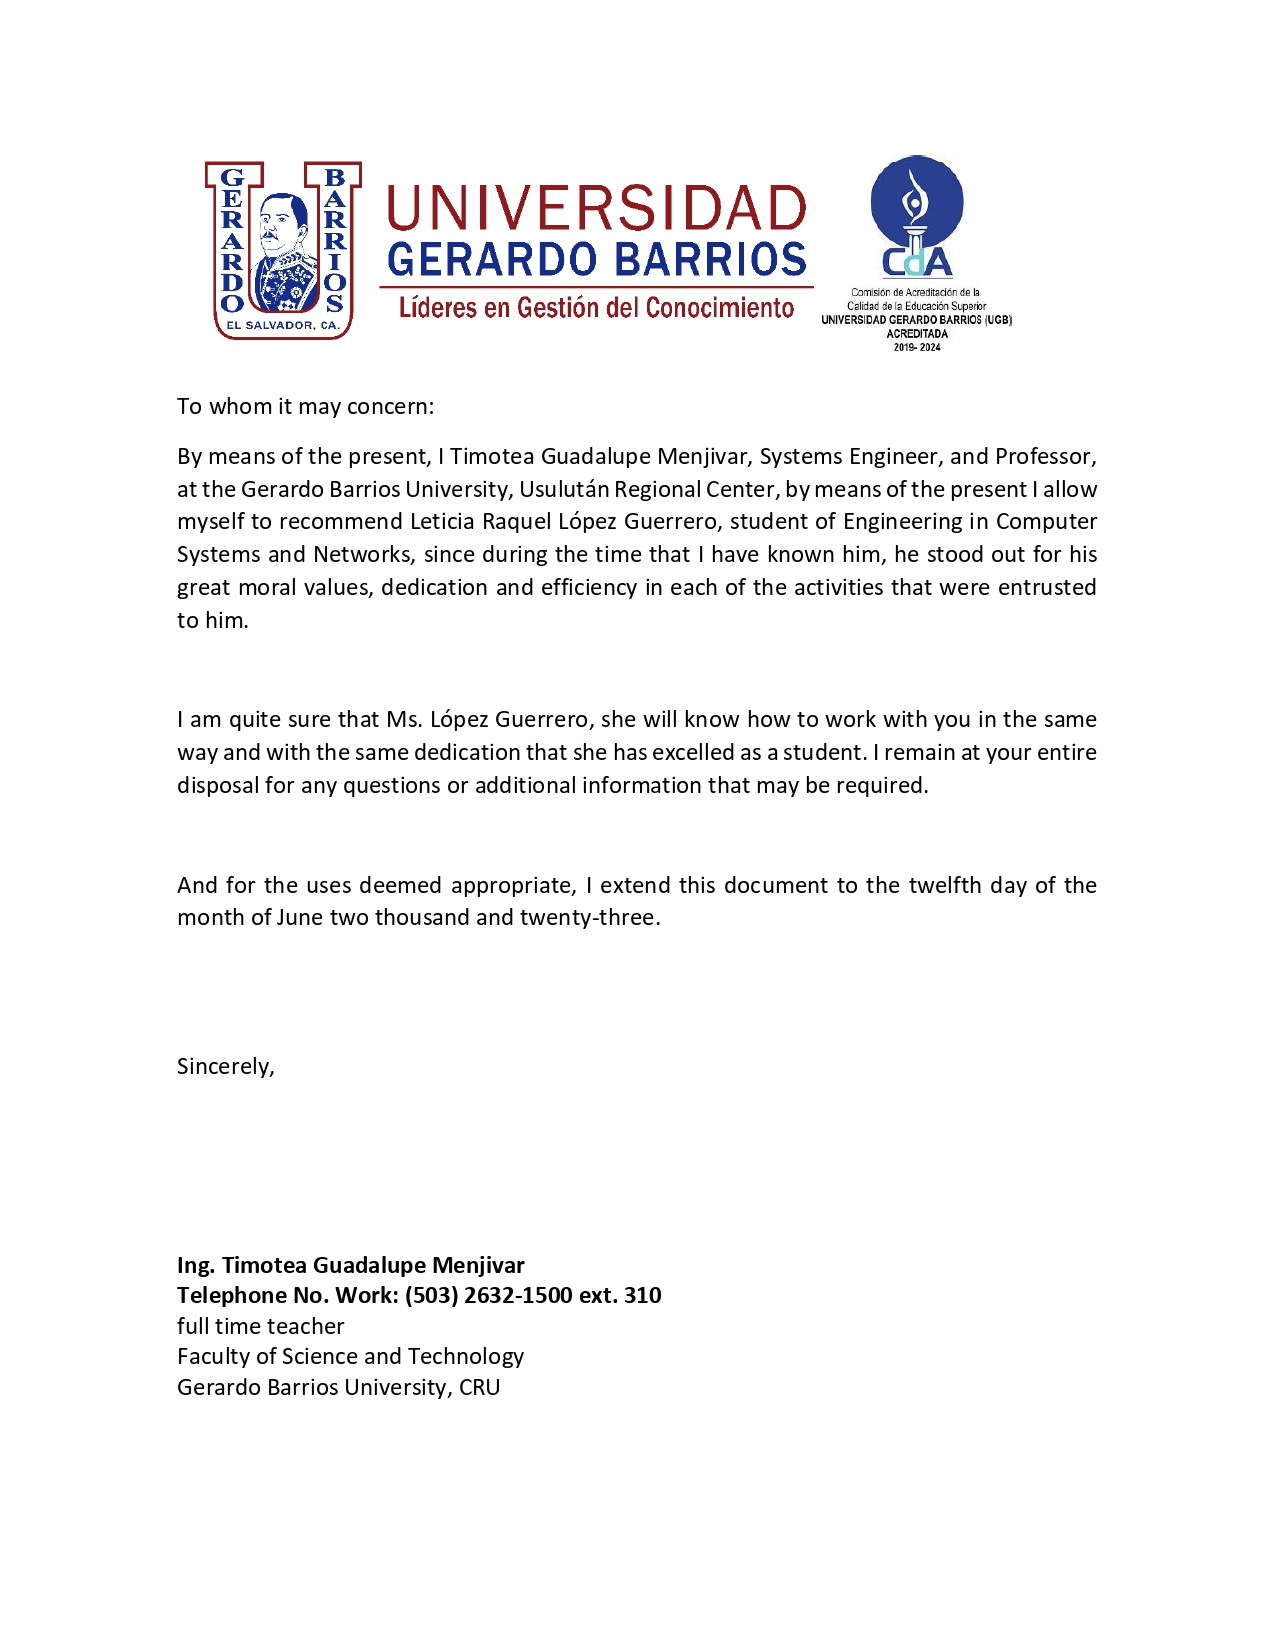 GERARDO
BARRIOS
EL SALVADOR, CA.
UNIVERSIDAD
GERARDO BARRIOS
Líderes en Gestión del Conocimiento
CdA
Comisión de Acreditación de la
Calidad de la Educación Superior
UNIVERSIDAD GERARDO BARRIOS (UGB)
ACREDITADA
2019- 2024
To whom it may concern:
By means of the present, I Timotea Guadalupe Menjivar, Systems Engineer, and Professor,
at the Gerardo Barrios University, Usulután Regional Center, by means of the present I allow
myself to recommend Leticia Raquel López Guerrero, student of Engineering in Computer
Systems and Networks, since during the time that I have known him, he stood out for his
great moral values, dedication and efficiency in each of the activities that were entrusted
to him.
I am quite sure that Ms. López Guerrero, she will know how to work with you in the same
way and with the same dedication that she has excelled as a student. I remain at your entire
disposal for any questions or additional information that may be required.
And for the uses deemed appropriate, I extend this document to the twelfth day of the
month of June two thousand and twenty-three.
Sincerely,
Ing. Timotea Guadalupe Menjivar
Telephone No. Work: (503) 2632-1500 ext. 310
full time teacher
Faculty of Science and Technology
Gerardo Barrios University, CRU